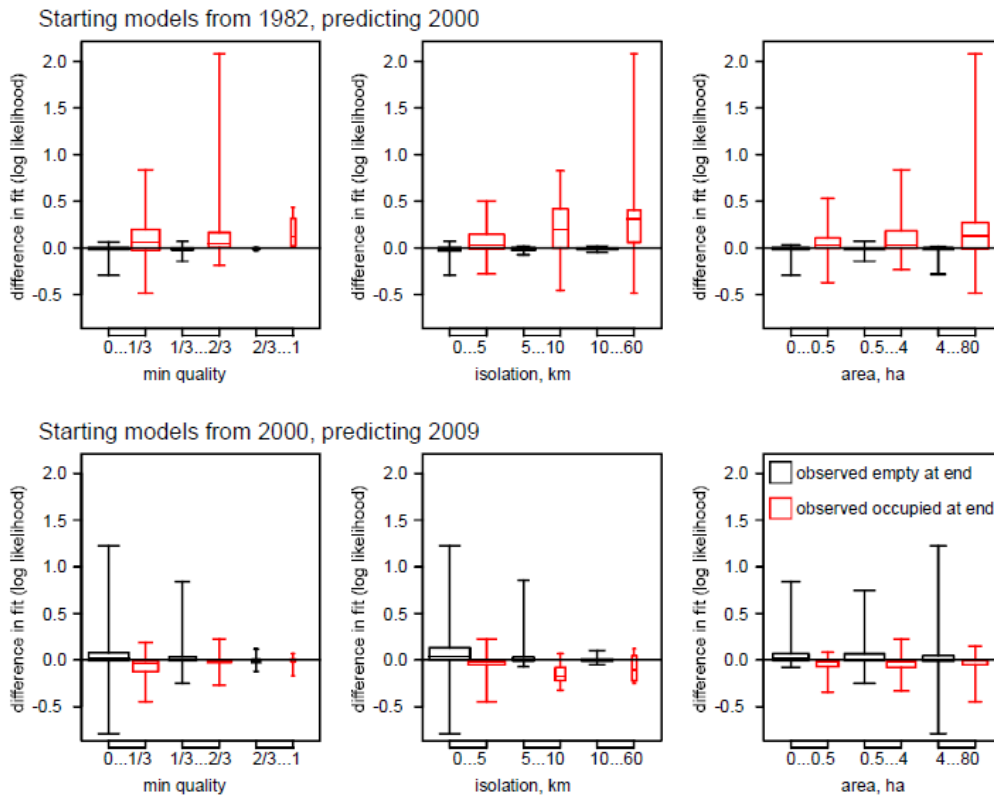 Starting models from 1982, predicting 2000
difference in fit (log likelihood)
2.0
1.5
1.0
0.5
0.0
-0.5
0...1/3 1/3...2/3 2/3...1
min quality
difference in fit (log likelihood)
2.0
1.5
1.0
0.5
0.0
-0.5
0...5 5...10 10...60
isolation, km
difference in fit (log likelihood)
2.0
1.5
1.0
0.5
0.0
-0.5
0...0.5 0.5...4 4...80
area, ha
Starting models from 2000, predicting 2009
difference in fit (log likelihood)
2.0
1.5
1.0
0.5
0.0
-0.5
0...1/3 1/3...2/3 2/3...1
min quality
difference in fit (log likelihood)
2.0
1.5
1.0
0.5
0.0
-0.5
0...5 5...10 10...60
isolation, km
difference in fit (log likelihood)
2.0
1.5
1.0
0.5
0.0
-0.5
observed empty at end
observed occupied at end
0...0.5 0.5...4 4...80
area, ha